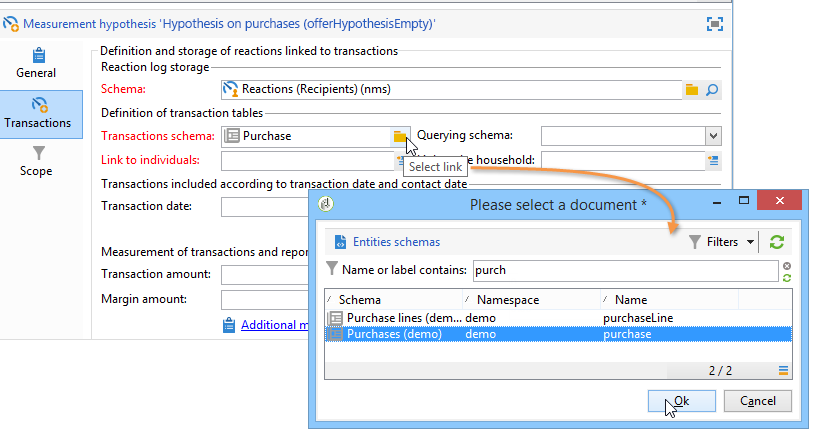 Measurement hypothesis 'Hypothesis on purchases (offerHypothesisEmpty)'
General
Transactions
Scope
Definition and storage of reactions linked to transactions
Reaction log storage
Schema: Reactions (Recipients) (nms)
Definition of transaction tables
Transactions schema: Purchase Querying schema:
Link to individuals: household:
Select link
Transactions included according to transaction date and contact date
Transaction date:
Measurement of transactions and repor
Transaction amount:
Margin amount:
Additional m
Please select a document *
Entities schemas Filters
Name or label contains: purch
Schema Namespace Name
Purchase lines (dem... demo purchaseLine
Purchases (demo) demo purchase
2 / 2
Ok Cancel